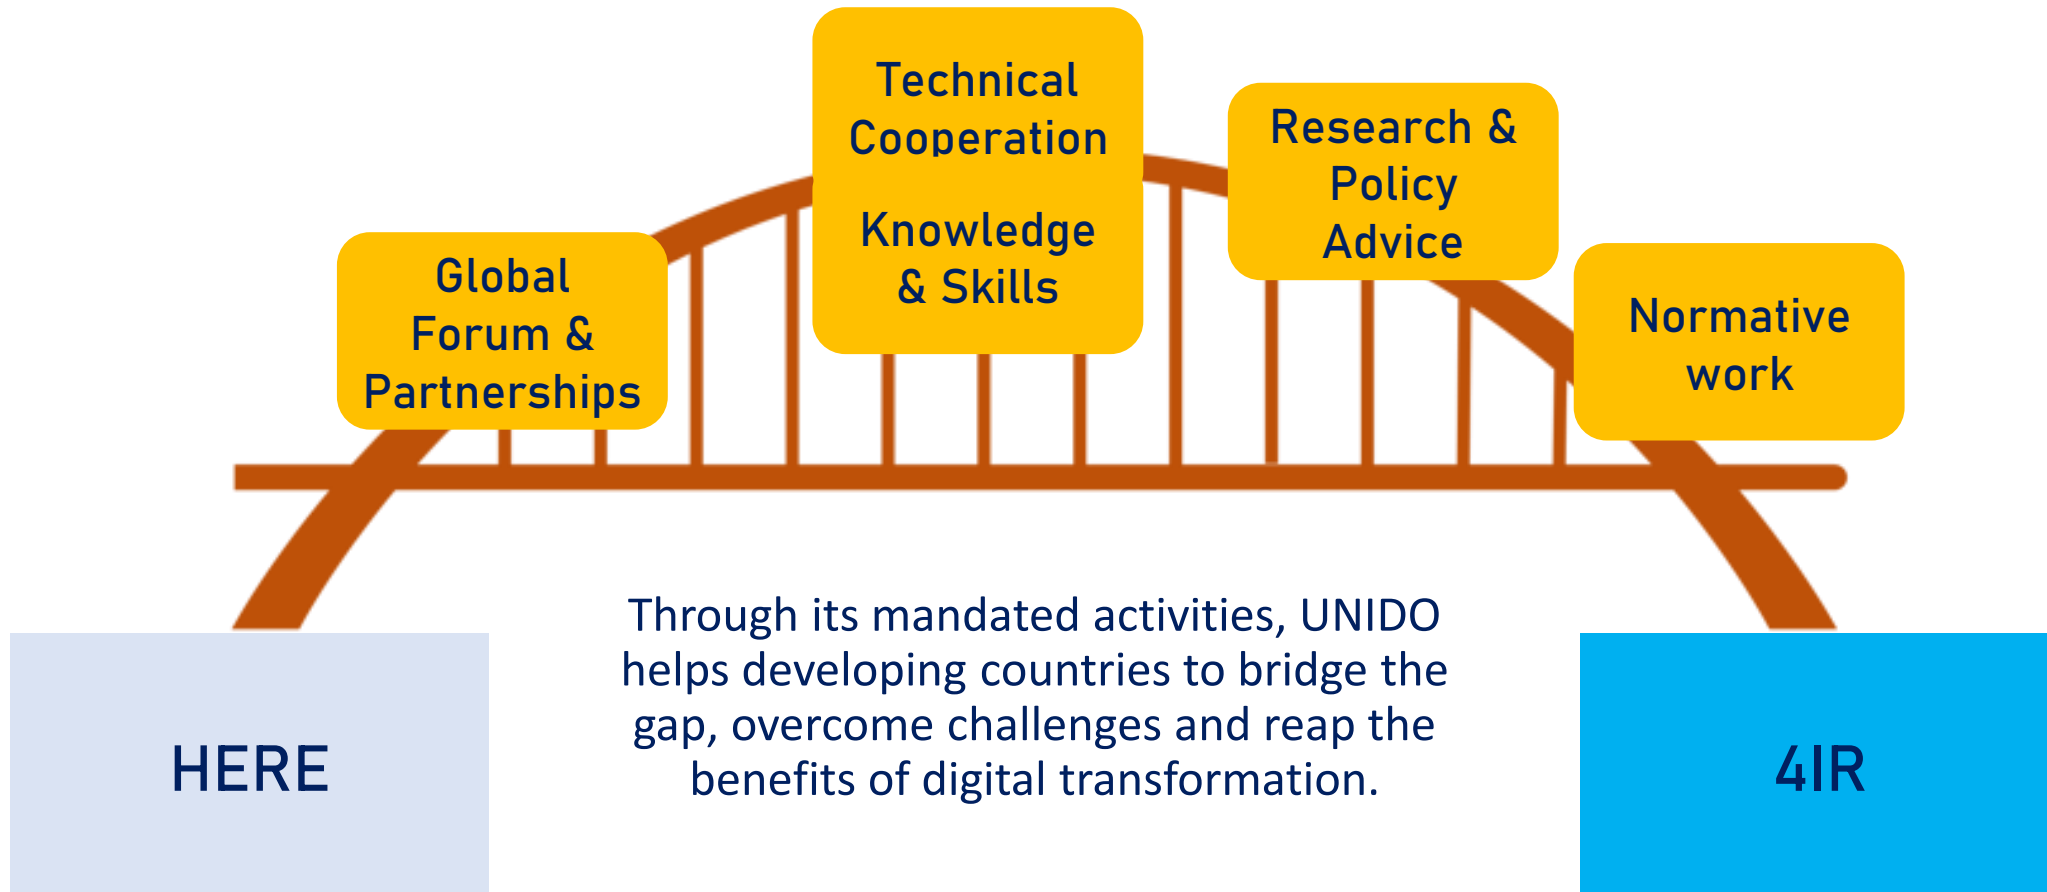 Technical
Cooperation
Knowledge
& Skills
Research &
Policy
Advice
Global
Forum &
Partnerships
Normative
work
Through its mandated activities, UNIDO
helps developing countries to bridge the
gap, overcome challenges and reap the
benefits of digital transformation.
HERE
4IR